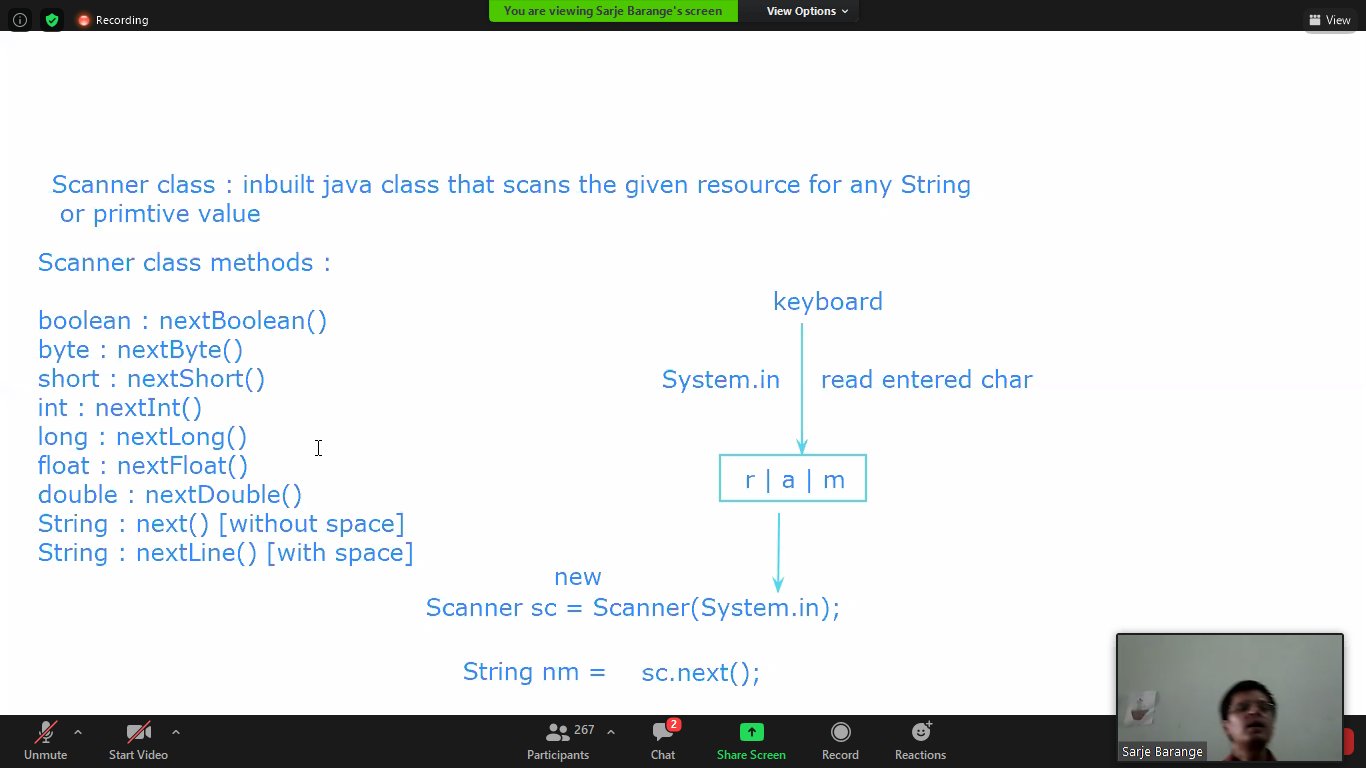 Recording
You are viewing Sarje Barange's screen
View Options
View
Scanner class : inbuilt java class that scans the given resource for any String
or primtive value
Scanner class methods :
boolean : nextBoolean()
byte : nextByte()
short : nextShort()
int : nextInt()
long : nextLong()
float : nextFloat()
double : nextDouble()
String : next() [without space]
String : nextLine() [with space]
keyboard
System.in
read entered char
r | a | m
new
Scanner sc = Scanner(System.in);
String nm = sc.next();
Sarje Barange
Unmute
Start Video
267
Participants
2
Chat
Share Screen
Record
Reactions